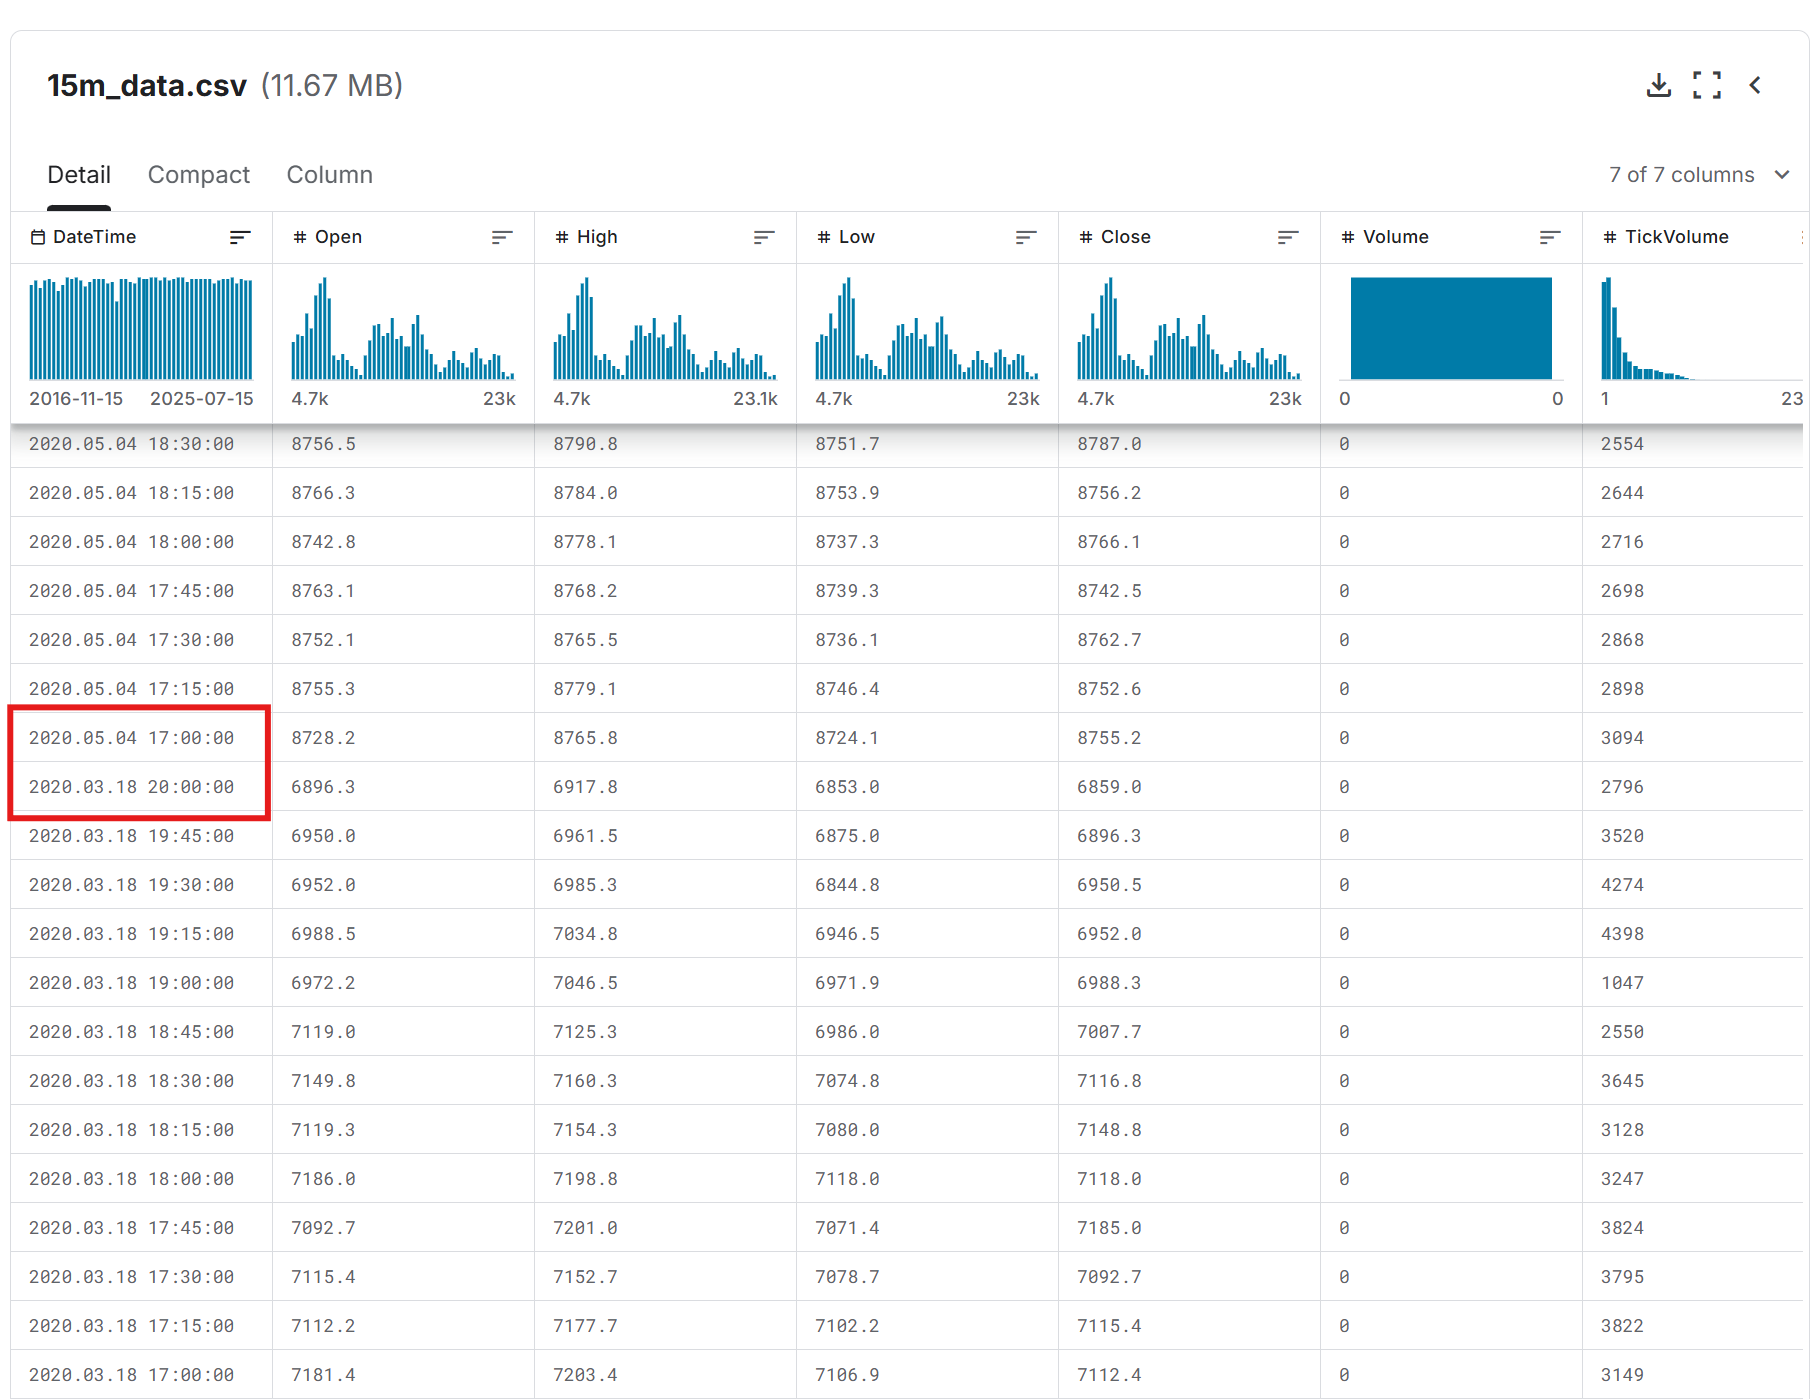 15m_data.csv (11.67 MB)
Detail Compact Column 7 of 7 columns
DateTime # Open # High # Low # Close # Volume # TickVolume
2016-11-15 2025-07-15 4.7k 23k 4.7k 23.1k 4.7k 23k 4.7k 23k 0 0 1 23
2020.05.04 18:30:00 8756.5 8790.8 8751.7 8787.0 0 2554
2020.05.04 18:15:00 8766.3 8784.0 8753.9 8756.2 0 2644
2020.05.04 18:00:00 8742.8 8778.1 8737.3 8766.1 0 2716
2020.05.04 17:45:00 8763.1 8768.2 8739.3 8742.5 0 2698
2020.05.04 17:30:00 8752.1 8765.5 8736.1 8762.7 0 2868
2020.05.04 17:15:00 8755.3 8779.1 8746.4 8752.6 0 2898
2020.05.04 17:00:00 8728.2 8765.8 8724.1 8755.2 0 3094
2020.03.18 20:00:00 6896.3 6917.8 6853.0 6859.0 0 2796
2020.03.18 19:45:00 6950.0 6961.5 6875.0 6896.3 0 3520
2020.03.18 19:30:00 6952.0 6985.3 6844.8 6950.5 0 4274
2020.03.18 19:15:00 6988.5 7034.8 6946.5 6952.0 0 4398
2020.03.18 19:00:00 6972.2 7046.5 6971.9 6988.3 0 1047
2020.03.18 18:45:00 7119.0 7125.3 6986.0 7007.7 0 2550
2020.03.18 18:30:00 7149.8 7160.3 7074.8 7116.8 0 3645
2020.03.18 18:15:00 7119.3 7154.3 7080.0 7148.8 0 3128
2020.03.18 18:00:00 7186.0 7198.8 7118.0 7118.0 0 3247
2020.03.18 17:45:00 7092.7 7201.0 7071.4 7185.0 0 3824
2020.03.18 17:30:00 7115.4 7152.7 7078.7 7092.7 0 3795
2020.03.18 17:15:00 7112.2 7177.7 7102.2 7115.4 0 3822
2020.03.18 17:00:00 7181.4 7203.4 7106.9 7112.4 0 3149